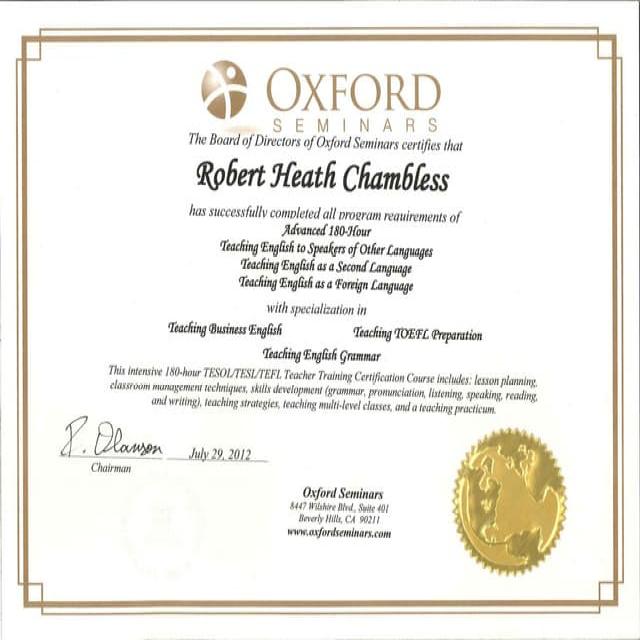 OXFORD
SEMINARS
The Board of Directors of Oxford Seminars certifies that
Robert Heath Chambless
has successfully completed all program requirements of
Advanced 180-Hour
Teaching English to Speakers of Other Languages
Teaching English as a Second Language
Teaching English as a Foreign Language
with specialization in
Teaching Business English Teaching TOEFL Preparation
Teaching English Grammar
This intensive 180-hour TESOL/TESL/TEFL Teacher Training Certification Course includes: lesson planning,
classroom management techniques, skills development (grammar, pronunciation, listening, speaking, reading,
and writing), teaching strategies, teaching multi-level classes, and a teaching practicum.
July 29, 2012
Chairman
Oxford Seminars
8447 Wilshire Blvd., Suite 401
Beverly Hills, CA 90211
www.oxfordseminars.com